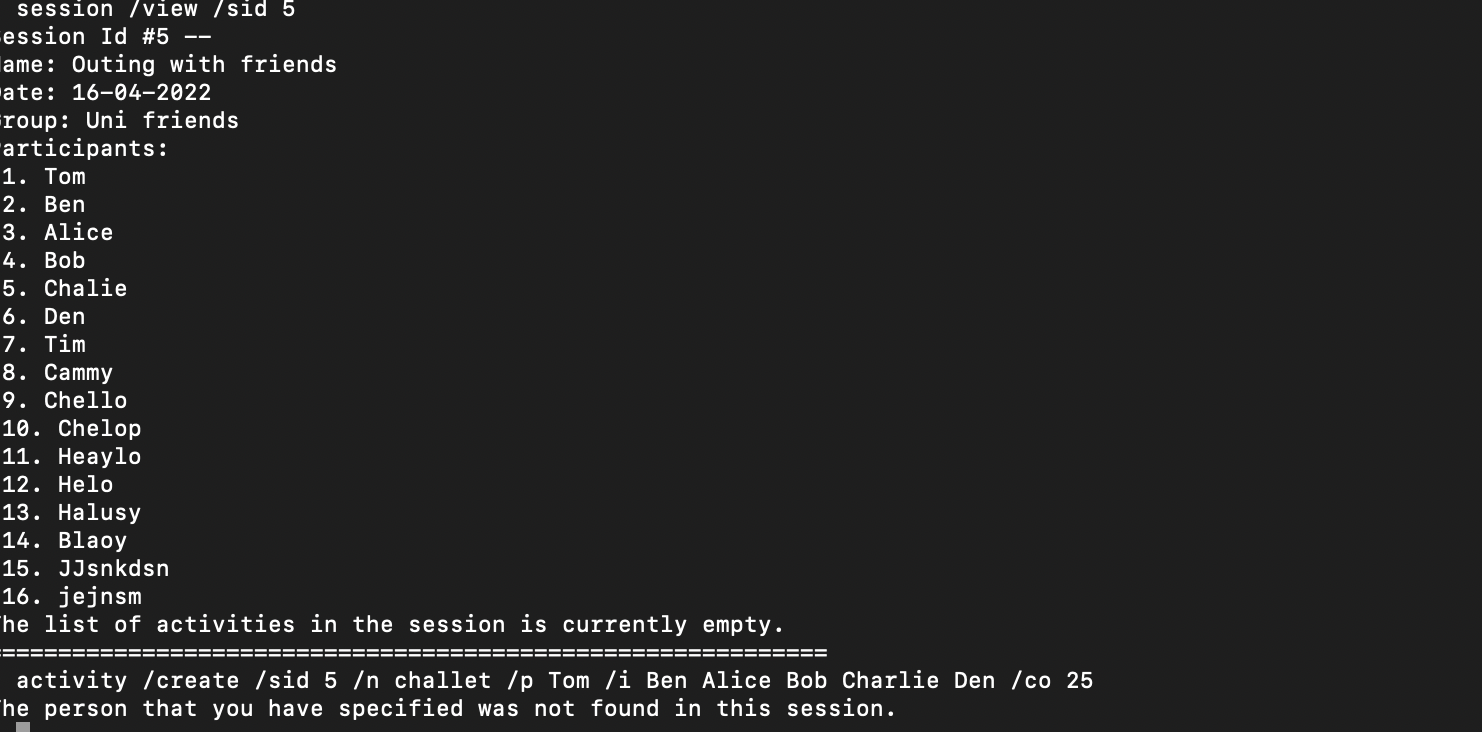 session /view /sid 5
ession Id #5 --
ame: Outing with friends
ate: 16-04-2022
roup: Uni friends
articipants:
1. Tom
2. Ben
3. Alice
4. Bob
5. Chalie
6. Den
7. Tim
8. Cammy
9. Chello
10. Chelop
11. Heaylo
12. Helo
13. Halusy
14. Blaoy
15. JJsnkdsn
16. jejnsm
he list of activities in the session is currently empty.
===========================================================
activity /create /sid 5 /n challet /p Tom /i Ben Alice Bob Charlie Den /co 25
he person that you have specified was not found in this session.